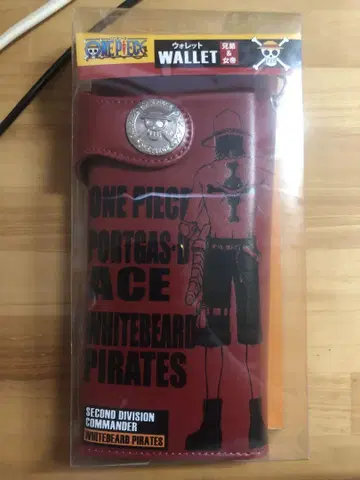 ONE PIECE
ウォレット
WALLET
兄弟
&
女帝
ONE PIECE
PORTGAS·D
ACE
WHITEBEARD
PIRATES
SECOND DIVISION
COMMANDER
WHITEBEARD PIRATES